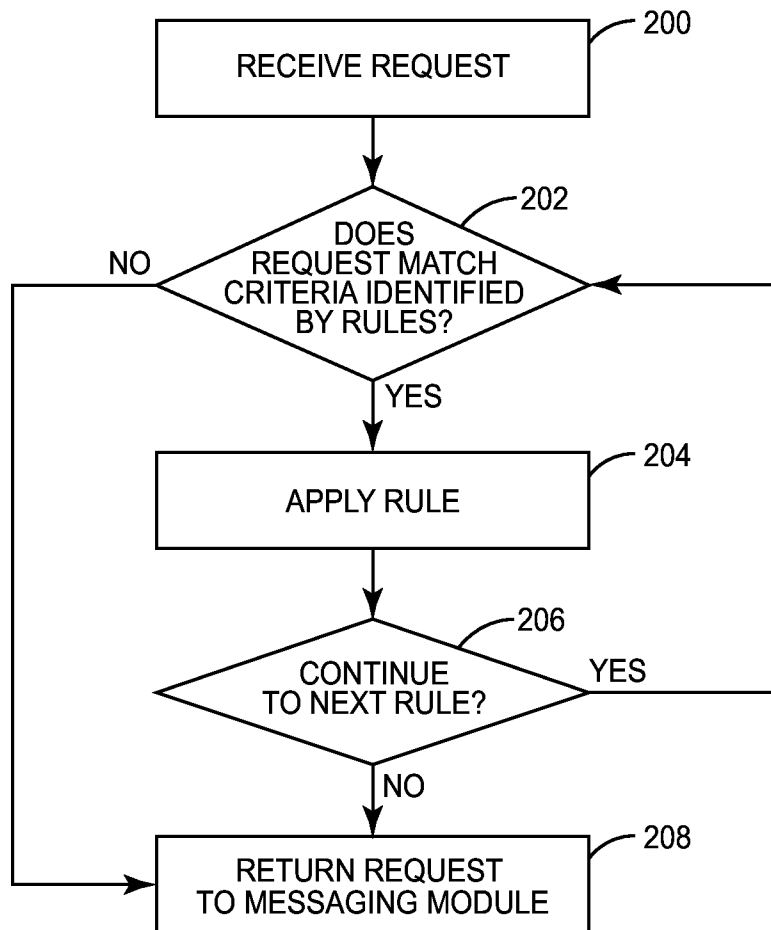 200
RECEIVE REQUEST
202
DOES
REQUEST MATCH
CRITERIA IDENTIFIED
BY RULES?
NO
YES
204
APPLY RULE
206
CONTINUE
TO NEXT RULE?
YES
NO
208
RETURN REQUEST
TO MESSAGING MODULE